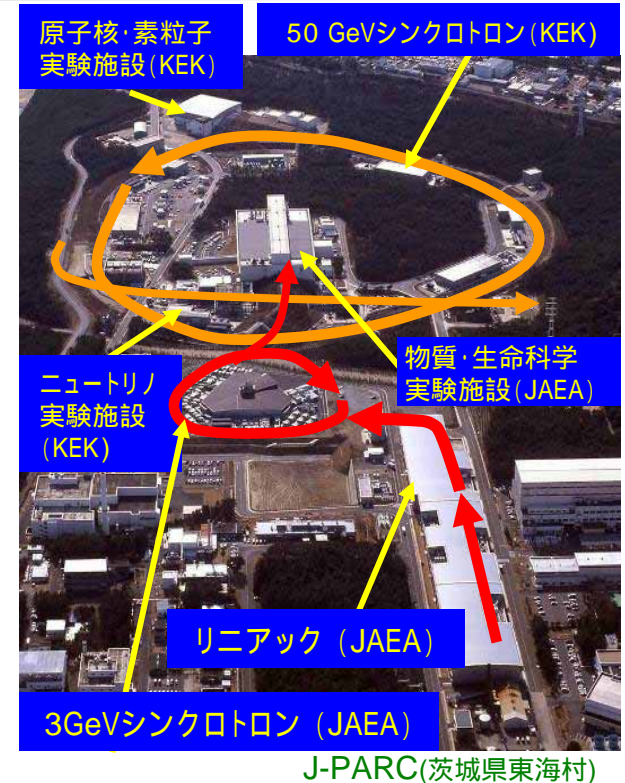 原子核・素粒子
実験施設(KEK)
50 GeVシンクロトロン(KEK)
物質・生命科学
実験施設(JAEA)
ニュートリノ
実験施設
(KEK)
リニアック (JAEA)
3GeVシンクロトロン (JAEA)
J-PARC(茨城県東海村)